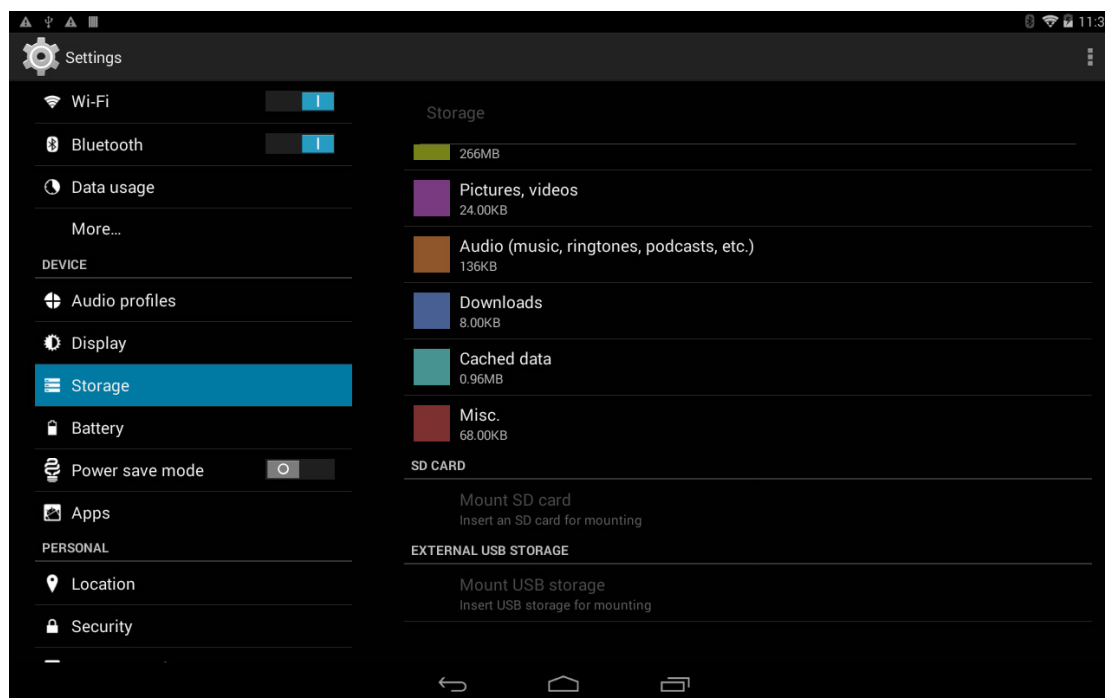 11:3
Settings
Wi-Fi
Bluetooth
Data usage
More...
DEVICE
Audio profiles
Display
Storage
Battery
Power save mode
Apps
PERSONAL
Location
Security
Storage
266MB
Pictures, videos
24.00KB
Audio (music, ringtones, podcasts, etc.)
136KB
Downloads
8.00KB
Cached data
0.96MB
Misc.
68.00KB
SD CARD
Mount SD card
Insert an SD card for mounting
EXTERNAL USB STORAGE
Mount USB storage
Insert USB storage for mounting